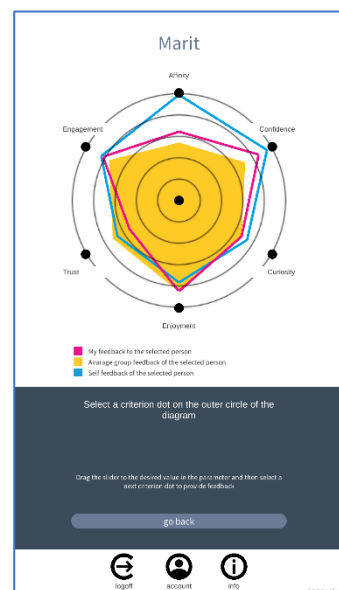 Marit
Affinity
Engagement
Confidence
Trust
Curiosity
Enjoyment
My feedback to the selected person
Avarage group feedback of the selected person
Self feedback of the selected person
Select a criterion dot on the outer circle of the
diagram
Drag the slider to the desired value in the parameter and then select a
next criterion dot to provide feedback
go back
logoff
account
info